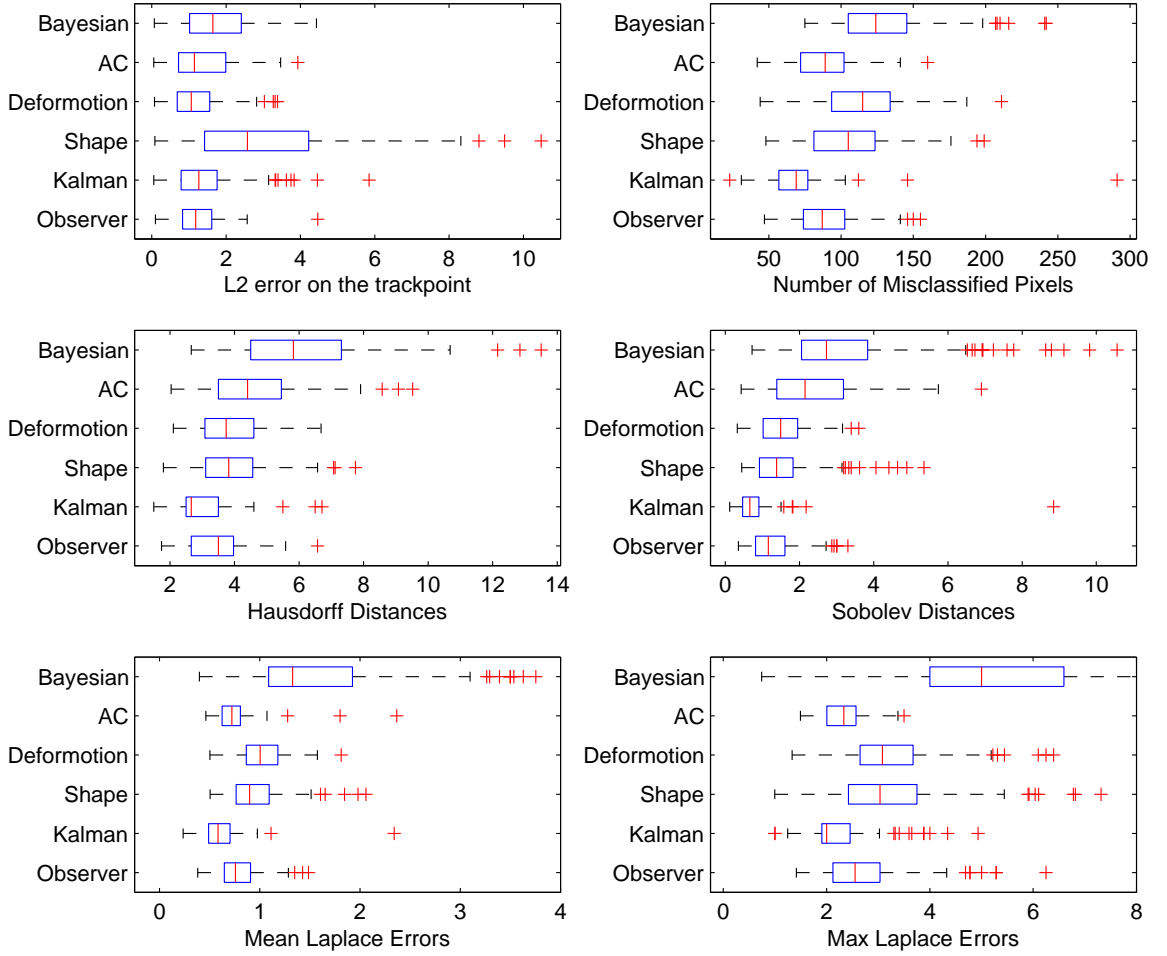 Bayesian
AC
Deformotion
Shape
Kalman
Observer
0 2 4 6 8 10
L2 error on the trackpoint
Bayesian
AC
Deformotion
Shape
Kalman
Observer
50 100 150 200 250 300
Number of Misclassified Pixels
Bayesian
AC
Deformotion
Shape
Kalman
Observer
2 4 6 8 10 12 14
Hausdorff Distances
Bayesian
AC
Deformotion
Shape
Kalman
Observer
0 2 4 6 8 10
Sobolev Distances
Bayesian
AC
Deformotion
Shape
Kalman
Observer
0 1 2 3 4
Mean Laplace Errors
Bayesian
AC
Deformotion
Shape
Kalman
Observer
0 2 4 6 8
Max Laplace Errors